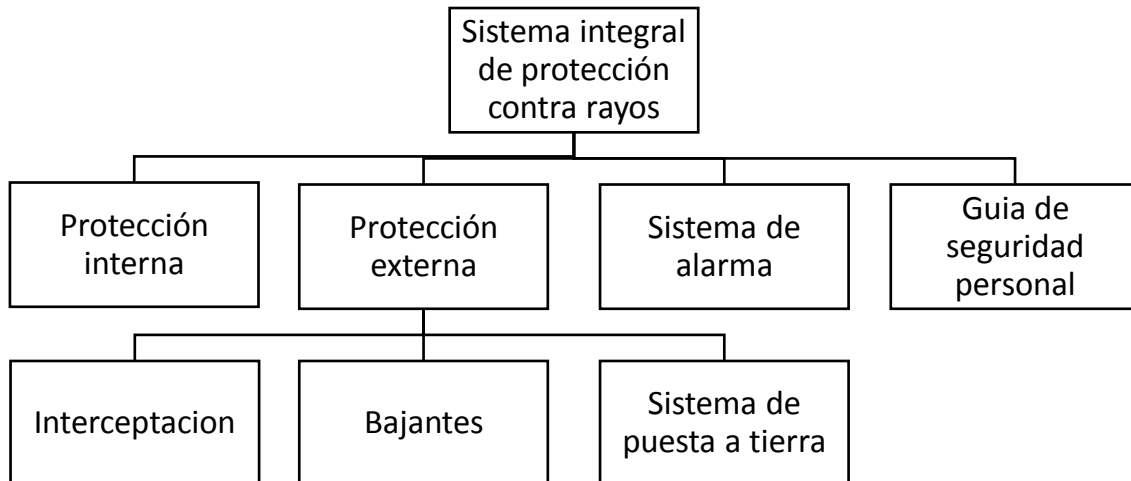 Sistema integral
de protección
contra rayos
Protección
interna
Protección
externa
Sistema de
alarma
Guia de
seguridad
personal
Interceptacion
Bajantes
Sistema de
puesta a tierra